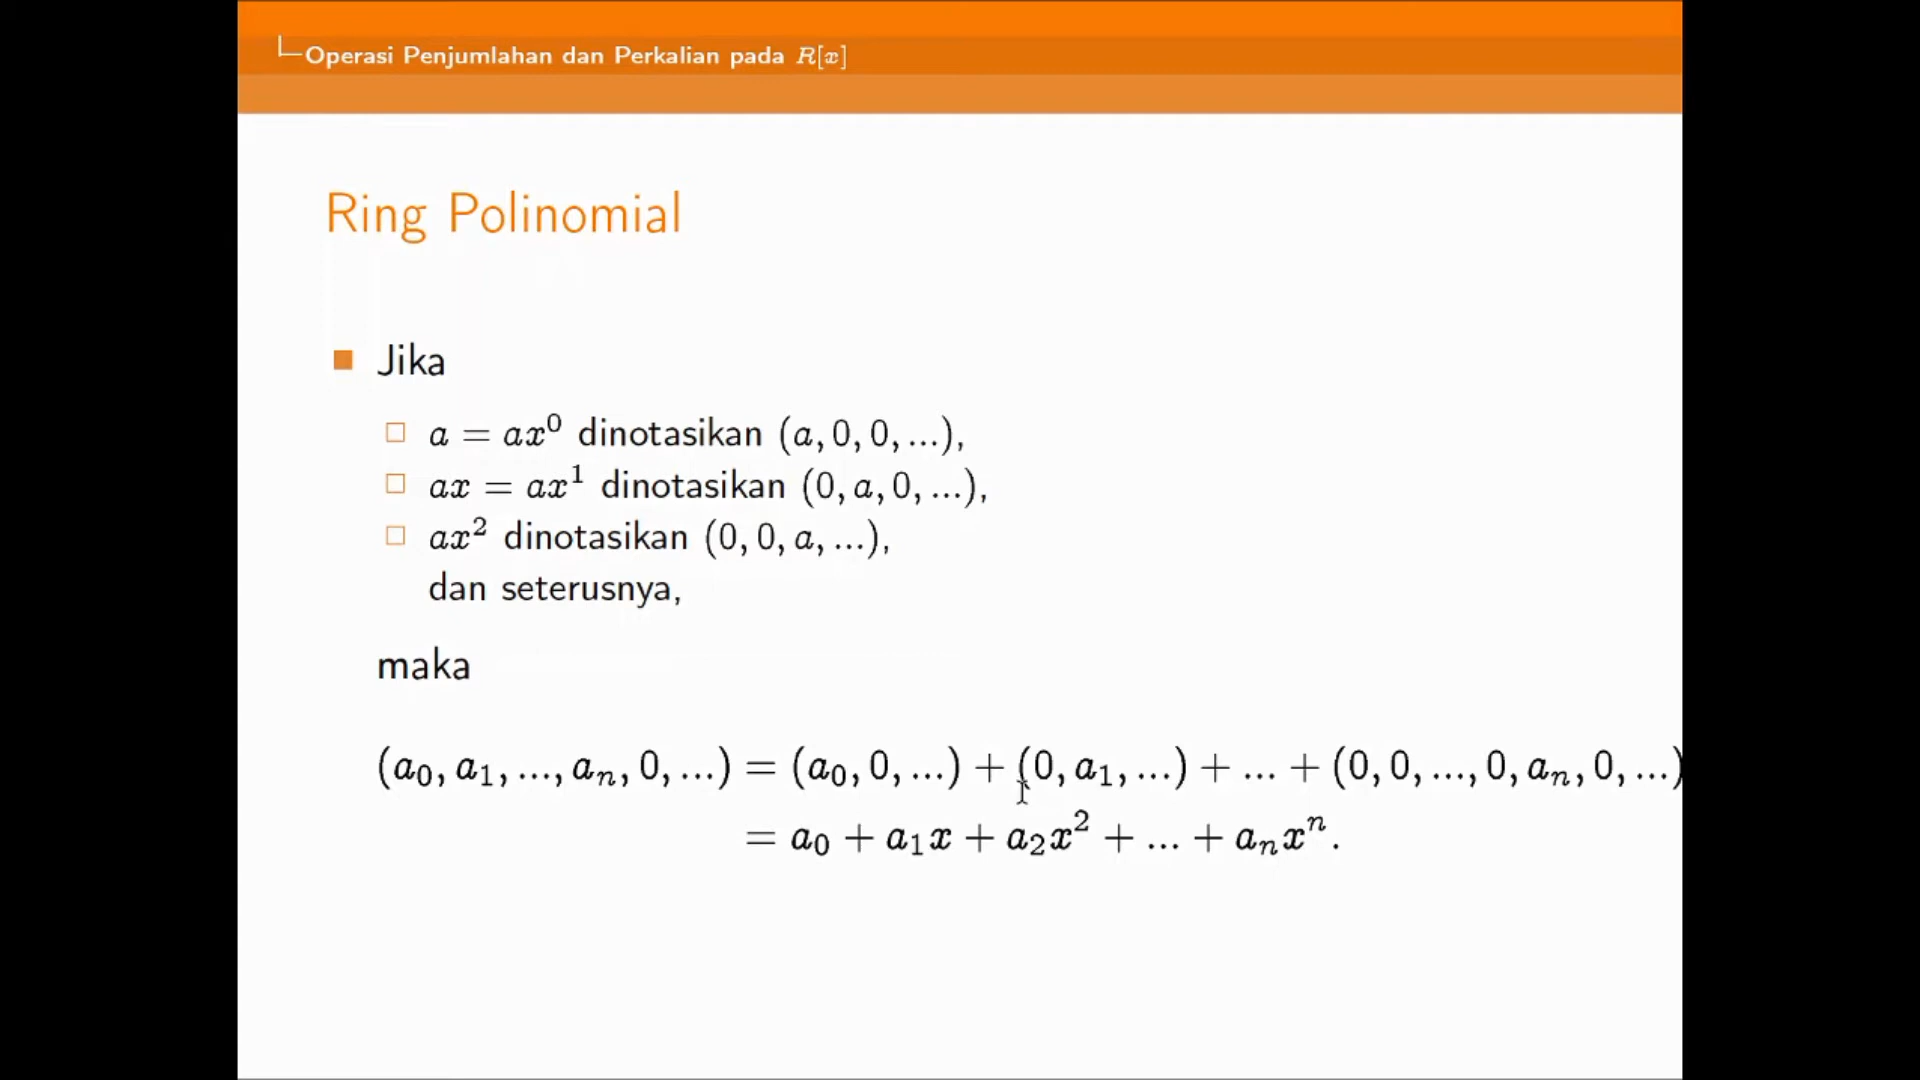 Operasi Penjumlahan dan Perkalian pada R[x]
Ring Polinomial
Jika
a = ax⁰ dinotasikan (a, 0, 0, ...),
ax = ax¹ dinotasikan (0, a, 0, ...),
ax² dinotasikan (0, 0, a, ...),
dan seterusnya,
maka
(a₀, a₁, ..., aₙ, 0, ...) = (a₀, 0, ...) + (0, a₁, ...) + ... + (0, 0, ..., 0, aₙ, 0, ...)
= a₀ + a₁x + a₂x² + ... + aₙxⁿ.